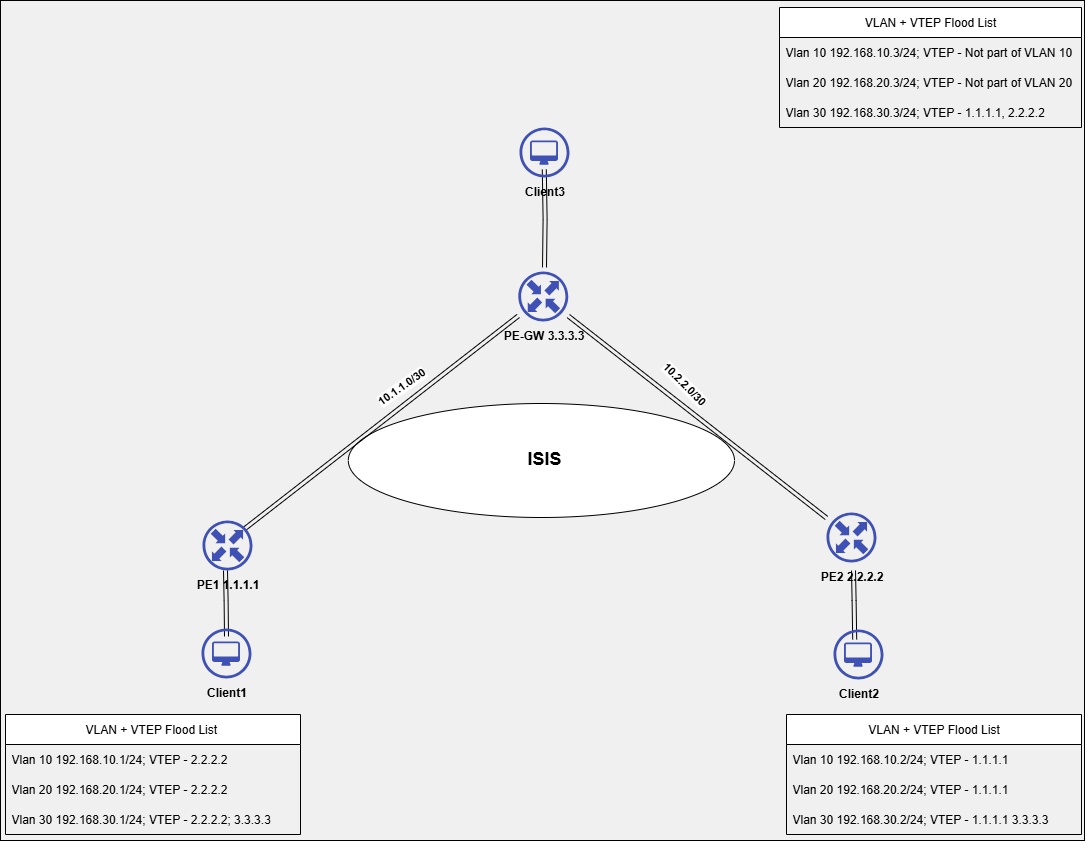 VLAN + VTEP Flood List
Vlan 10 192.168.10.3/24; VTEP - Not part of VLAN 10
Vlan 20 192.168.20.3/24; VTEP - Not part of VLAN 20
Vlan 30 192.168.30.3/24; VTEP - 1.1.1.1, 2.2.2.2
Client3
PE-GW 3.3.3.3
10.1.1.0/30
10.2.2.0/30
ISIS
PE1 1.1.1.1
PE2 2.2.2.2
Client1
Client2
VLAN + VTEP Flood List
Vlan 10 192.168.10.1/24; VTEP - 2.2.2.2
Vlan 20 192.168.20.1/24; VTEP - 2.2.2.2
Vlan 30 192.168.30.1/24; VTEP - 2.2.2.2; 3.3.3.3
VLAN + VTEP Flood List
Vlan 10 192.168.10.2/24; VTEP - 1.1.1.1
Vlan 20 192.168.20.2/24; VTEP - 1.1.1.1
Vlan 30 192.168.30.2/24; VTEP - 1.1.1.1 3.3.3.3